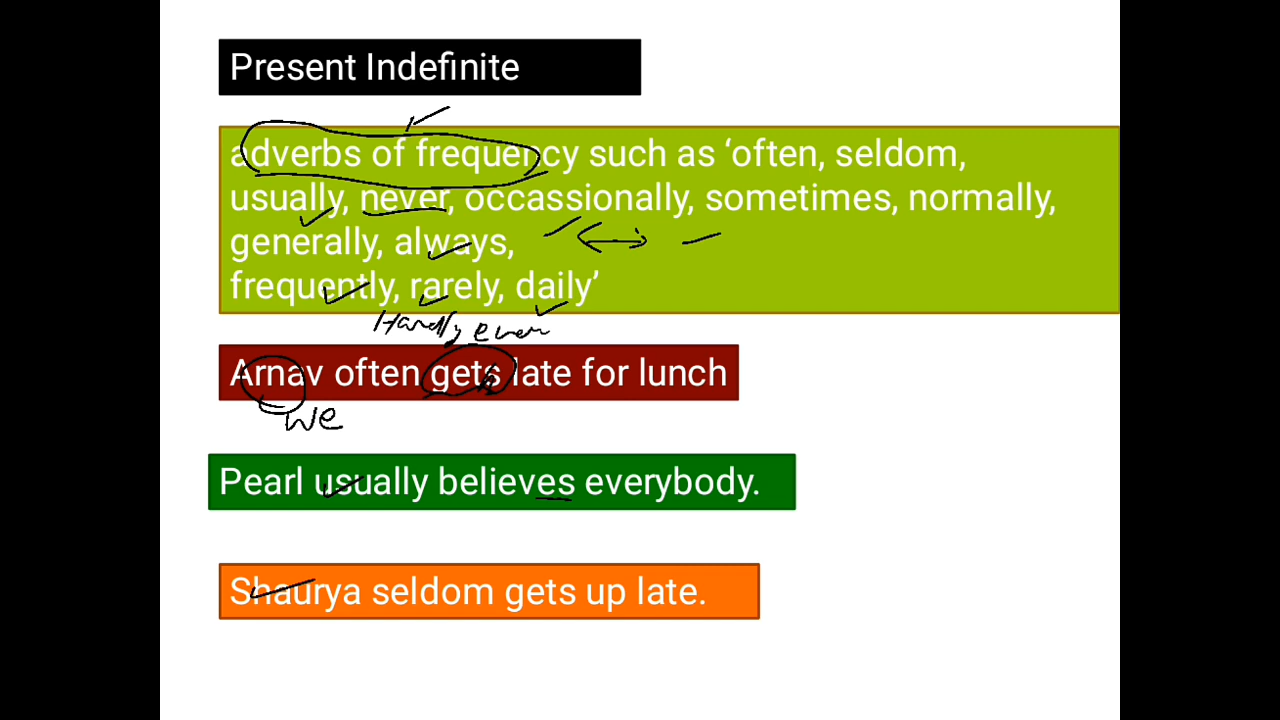 Present Indefinite
adverbs of frequency such as ‘often, seldom,
usually, never, occassionally, sometimes, normally,
generally, always,
frequently, rarely, daily’
Hardly ever
Arnav often gets late for lunch
We
Pearl usually believes everybody.
Shaurya seldom gets up late.